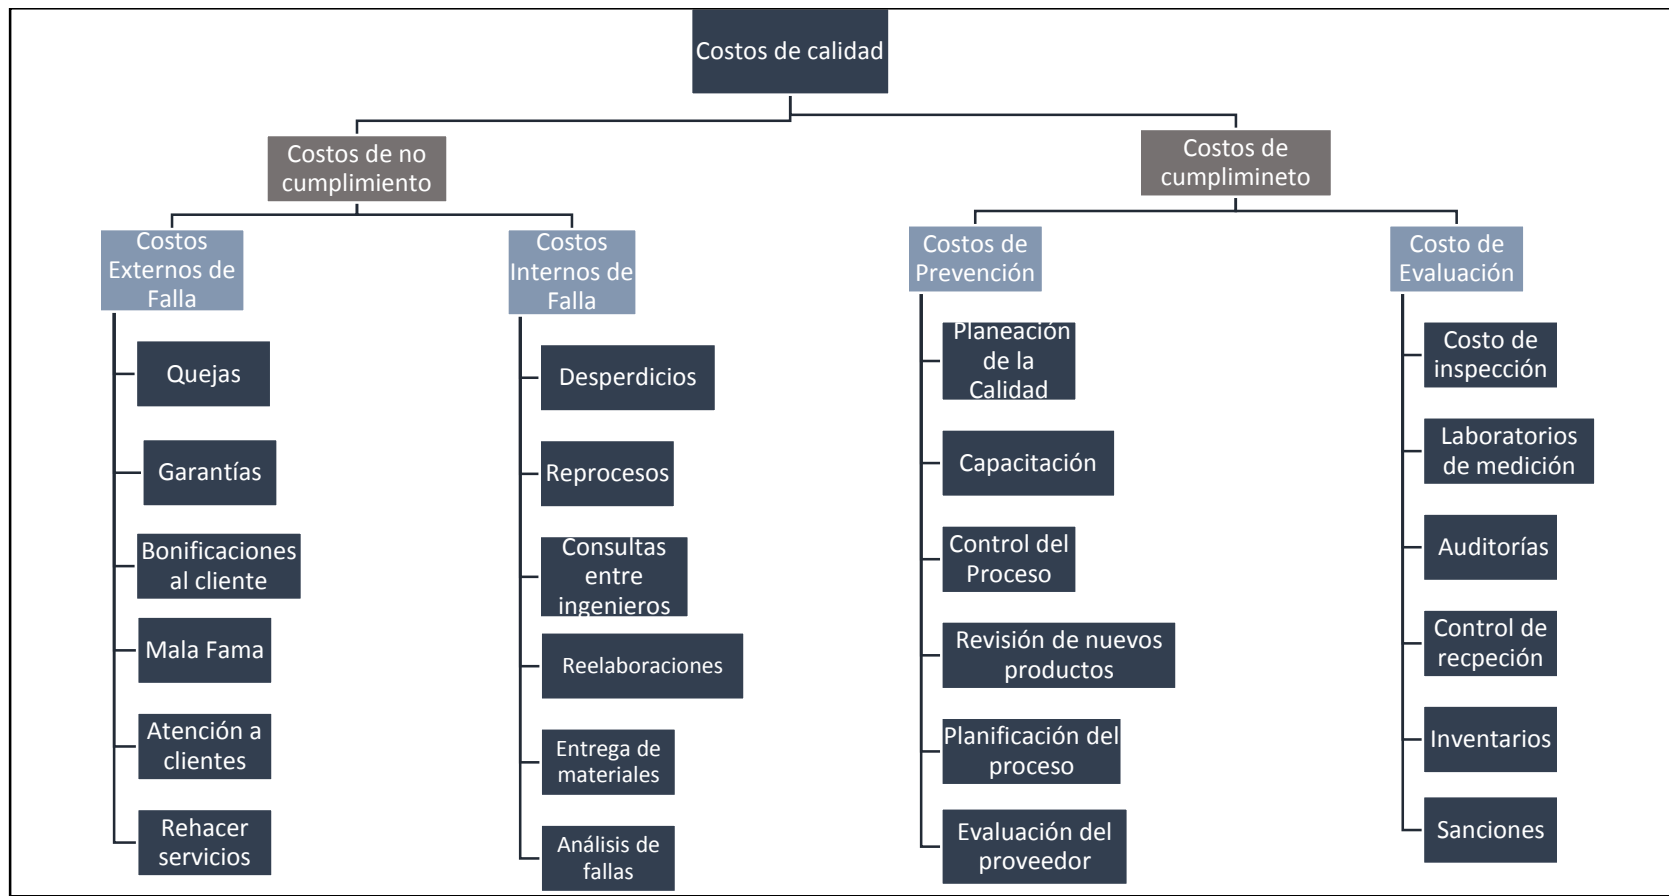 Costos de calidad
Costos de no
cumplimiento
Costos de
cumplimineto
Costos
Externos de
Falla
Quejas
Garantías
Bonificaciones
al cliente
Mala Fama
Atención a
clientes
Rehacer
servicios
Costos
Internos de
Falla
Desperdicios
Reprocesos
Consultas
entre
ingenieros
Reelaboraciones
Entrega de
materiales
Análisis de
fallas
Costos de
Prevención
Planeación
de la
Calidad
Capacitación
Control del
Proceso
Revisión de nuevos
productos
Planificación del
proceso
Evaluación del
proveedor
Costo de
Evaluación
Costo de
inspección
Laboratorios
de medición
Auditorías
Control de
recpeción
Inventarios
Sanciones